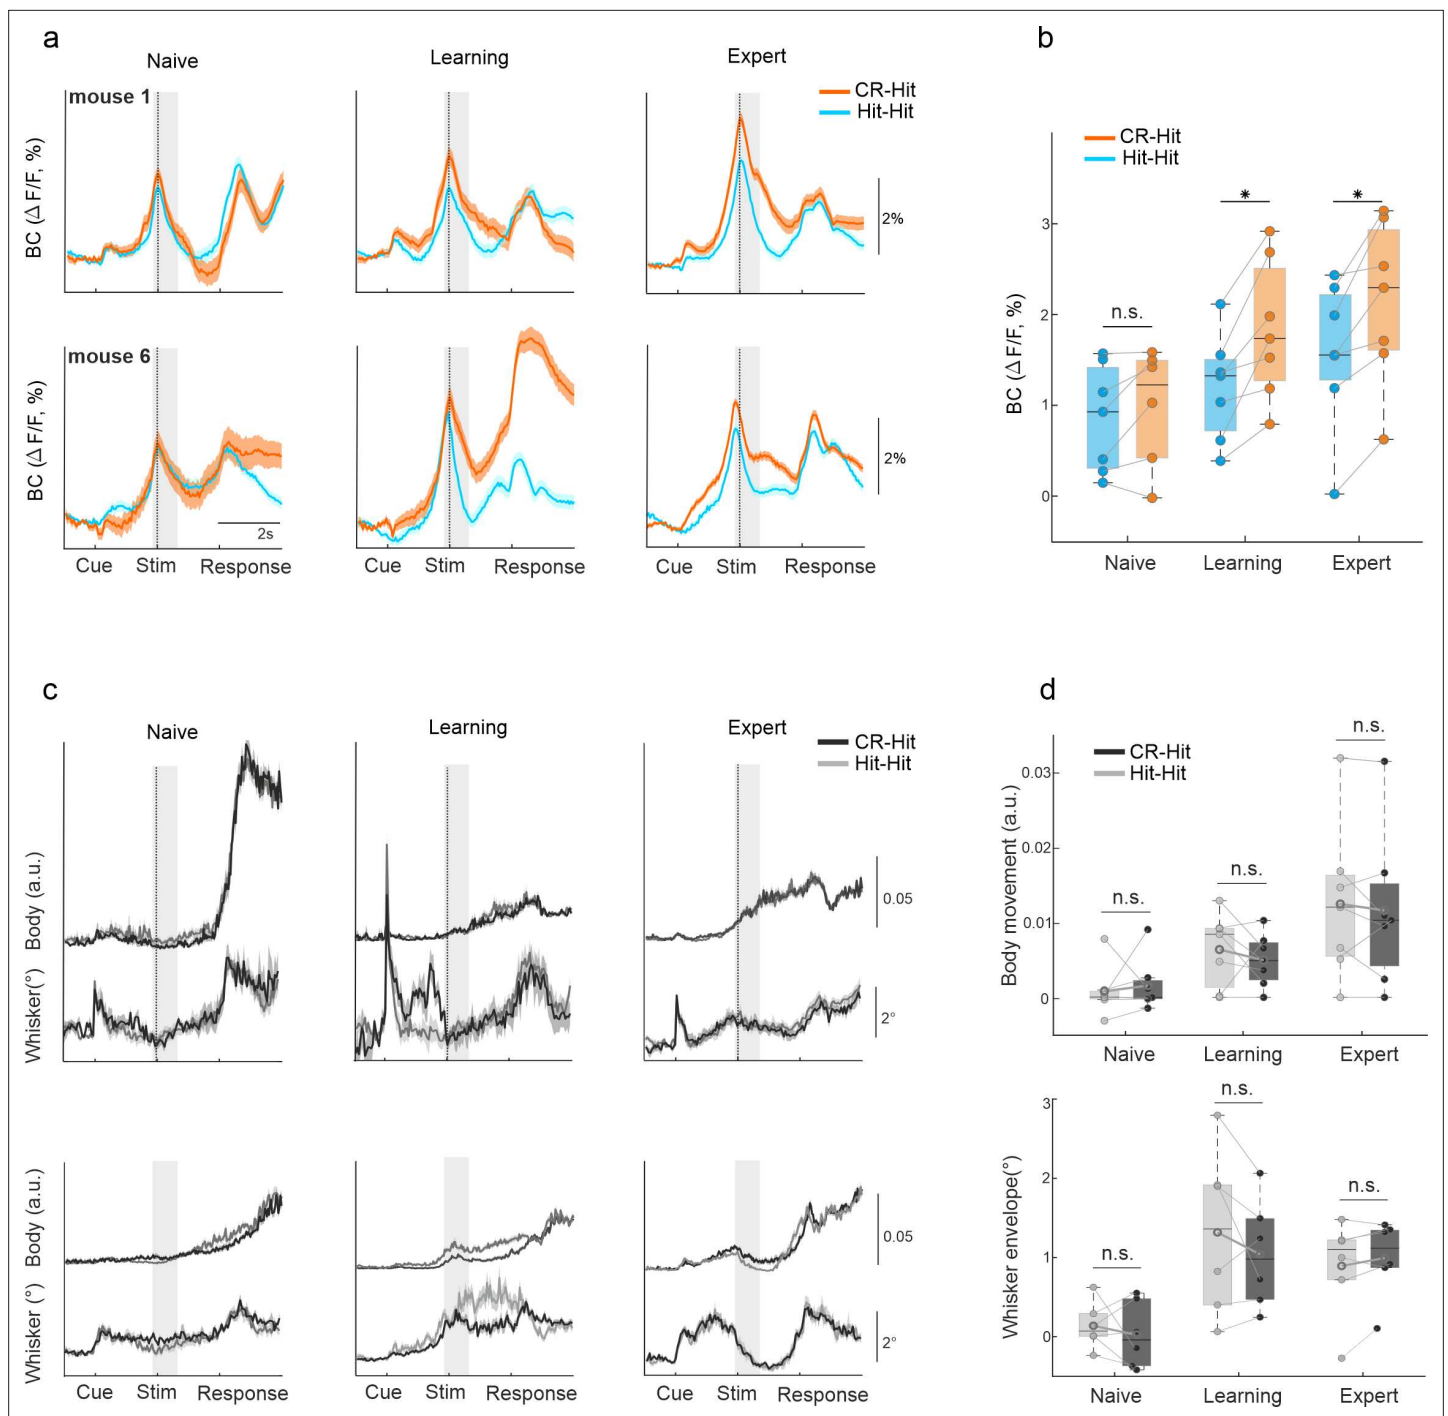 a
Naive
Learning
Expert
mouse 1
CR-Hit
Hit-Hit
BC (Δ F/F, %)
2%
mouse 6
BC (Δ F/F, %)
2%
2s
Cue Stim Response
Cue Stim Response
Stim Response
b
CR-Hit
Hit-Hit
BC (Δ F/F, %)
3
2
1
0
n.s.
*
*
Naive Learning Expert
c
Naive
Learning
Expert
CR-Hit
Hit-Hit
Body (a.u.)
0.05
Whisker(°)
2°
Body (a.u.)
0.05
Whisker (°)
2°
Cue Stim Response
Cue Stim Response
Cue Stim Response
d
CR-Hit
Hit-Hit
Body movement (a.u.)
0.03
0.02
0.01
0
n.s.
n.s.
n.s.
Naive Learning Expert
Whisker envelope(°)
3
2
1
0
n.s.
n.s.
n.s.
Naive Learning Expert